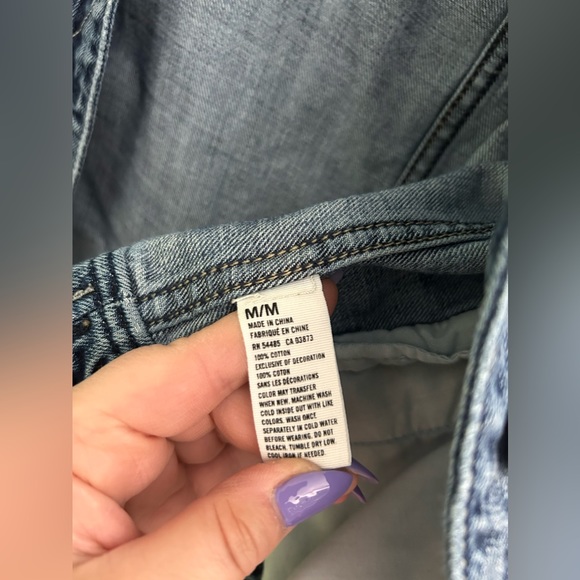 M/M
MADE IN CHINA
FABRIQUÉ EN CHINE
RN 54485 CA 03873
100% COTTON
EXCLUSIVE OF DECORATION
100% COTON
SANS LES DÉCORATIONS
COLOR MAY TRANSFER
WHEN NEW. MACHINE WASH
COLD INSIDE OUT WITH LIKE
COLORS. WASH ONCE
SEPARATELY IN COLD WATER
BEFORE WEARING. DO NOT
BLEACH. TUMBLE DRY LOW.
COOL IRON IF NEEDED.